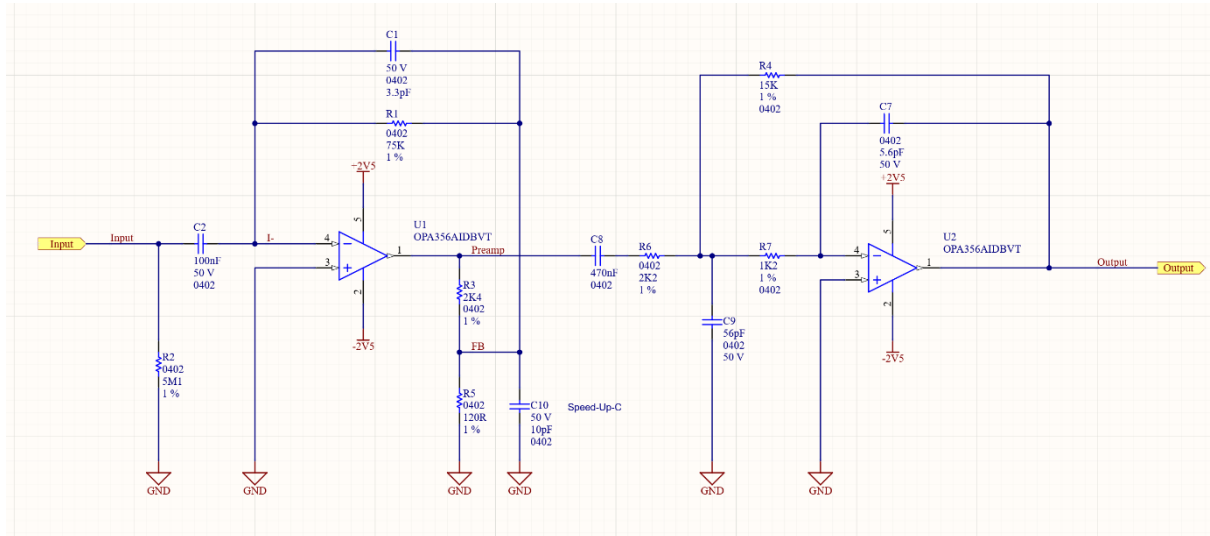 C1
50 V
0402
3.3pF
R1
0402
75K
1 %
+2V5
5
C2
100nF
50 V
0402
Input
Input
I-
4
3
2
-2V5
U1
OPA356AIDBVT
1
Preamp
R2
0402
5M1
1 %
R3
2K4
0402
1 %
FB
R5
0402
120R
1 %
C10
50 V
10pF
0402
Speed-Up-C
GND
GND
GND
GND
C8
470nF
0402
R6
0402
2K2
1 %
R4
15K
1 %
0402
C7
0402
5.6pF
50 V
+2V5
5
R7
1K2
1 %
0402
C9
56pF
0402
50 V
4
3
2
-2V5
U2
OPA356AIDBVT
1
Output
Output
GND
GND